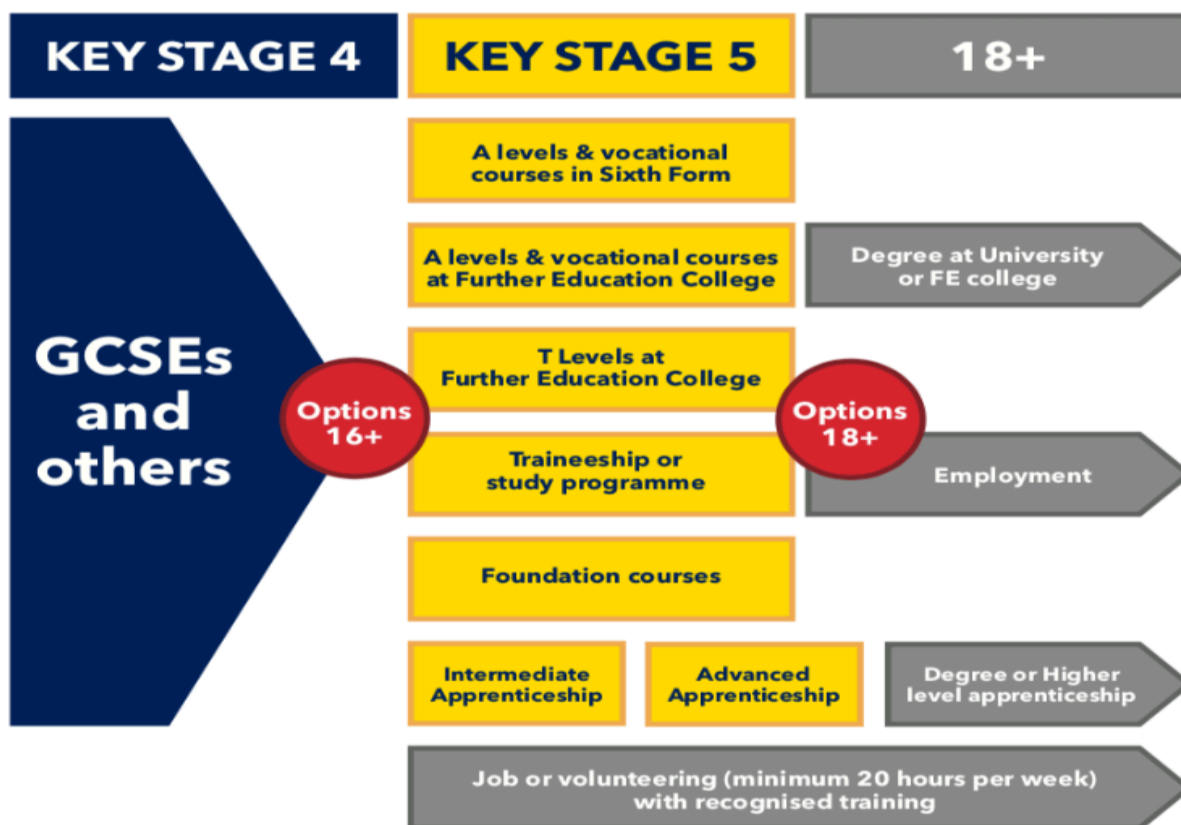 KEY STAGE 4
KEY STAGE 5
18+
GCSEs
and
others
Options
16+
A levels & vocational
courses in Sixth Form
A levels & vocational courses
at Further Education College
T Levels at
Further Education College
Traineeship or
study programme
Foundation courses
Intermediate
Apprenticeship
Advanced
Apprenticeship
Options
18+
Degree at University
or FE college
Employment
Degree or Higher
level apprenticeship
Job or volunteering (minimum 20 hours per week)
with recognised training